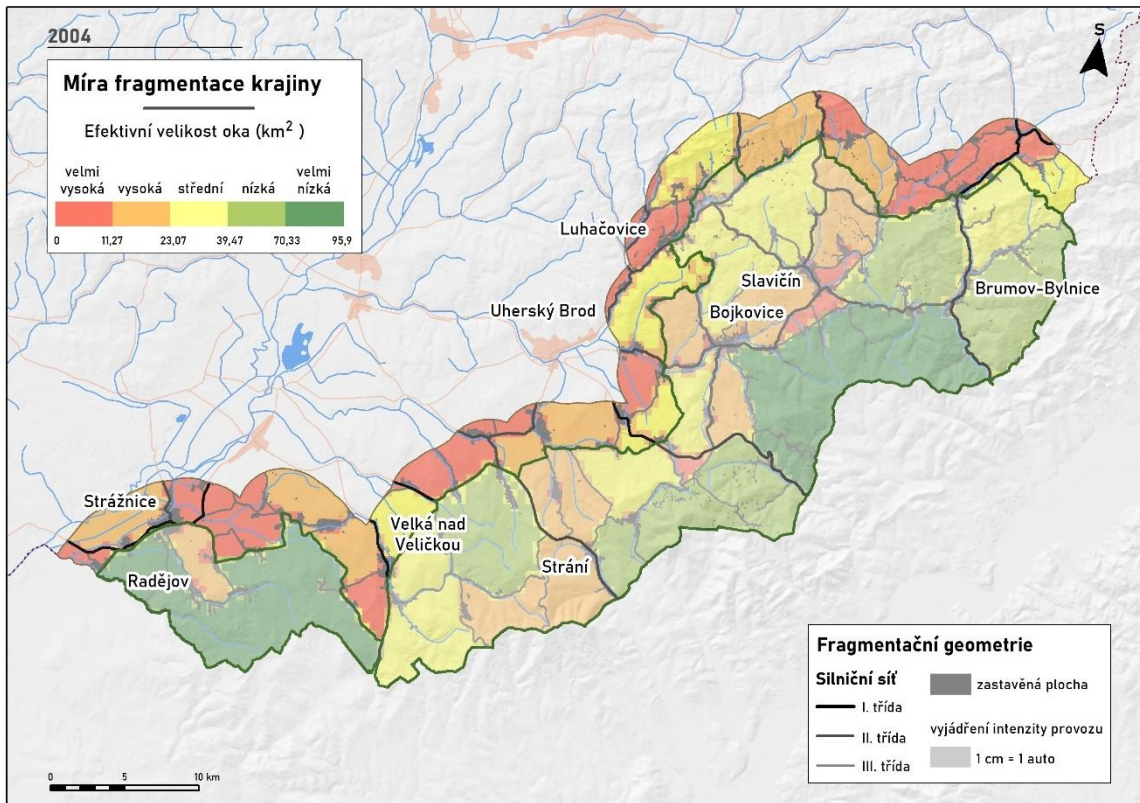 2004
Míra fragmentace krajiny
Efektivní velikost oka (km²)
velmi vysoká
vysoká
střední
nízká
velmi nízká
0
11,27
23,07
39,47
70,33
95,9
S
Luhačovice
Slavičín
Brumov-Bylnice
Uherský Brod
Bojkovice
Strážnice
Velká nad
Veličkou
Strání
Radějov
Fragmentační geometrie
Silniční síť
I. třída
II. třída
III. třída
zastavěná plocha
vyjádření intenzity provozu
1 cm = 1 auto
0 5 10 km